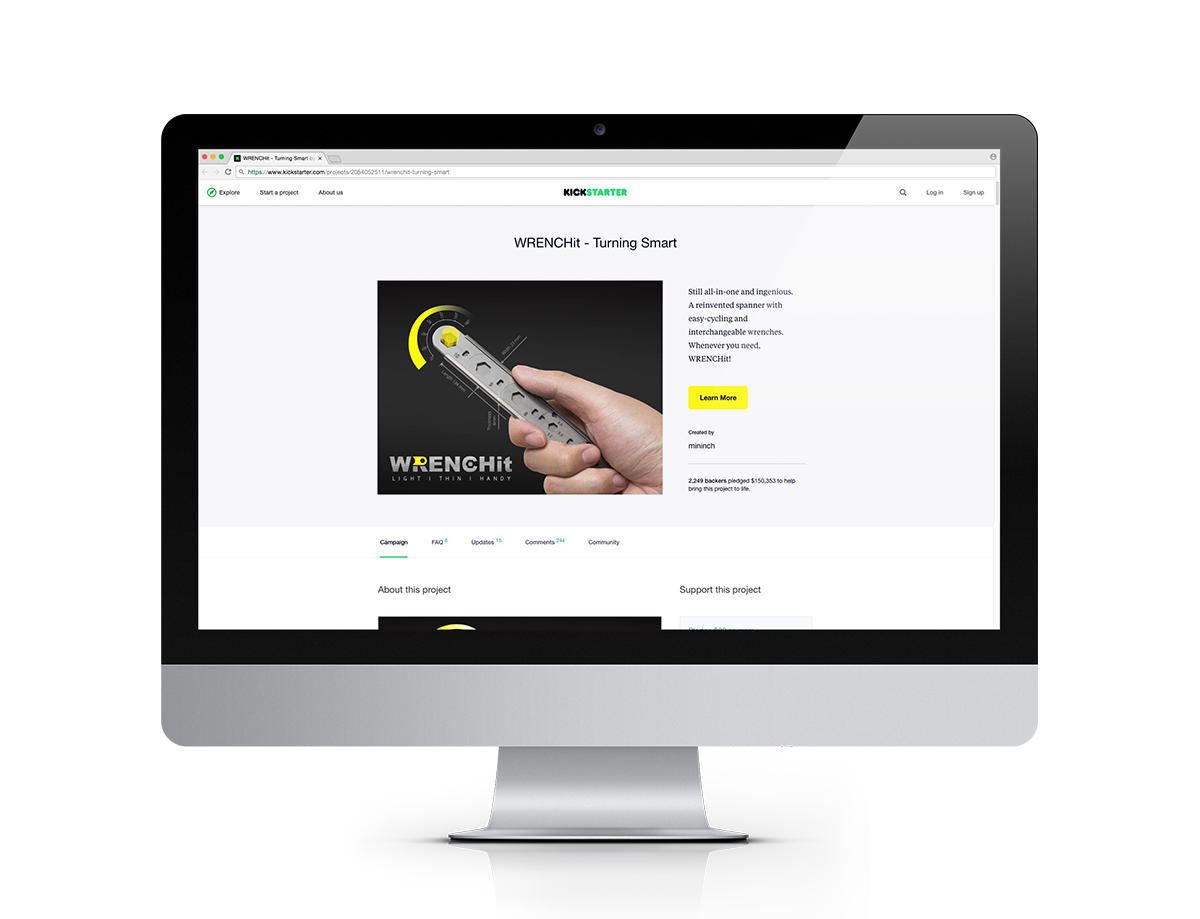 WRENCHit - Turning Smart by
https://www.kickstarter.com/projects/2054052511/wrenchit-turning-smart
Explore Start a project About us KICKSTARTER Log in Sign up
WRENCHit - Turning Smart
Still all-in-one and ingenious.
A reinvented spanner with
easy-cycling and
interchangeable wrenches.
Whenever you need,
WRENCHit!
WRENCHit
LIGHT | THIN | HANDY
Learn More
Created by
mininch
2,249 backers pledged $150,353 to help
bring this project to life.
Campaign FAQ 6 Updates 15 Comments 244 Community
About this project Support this project